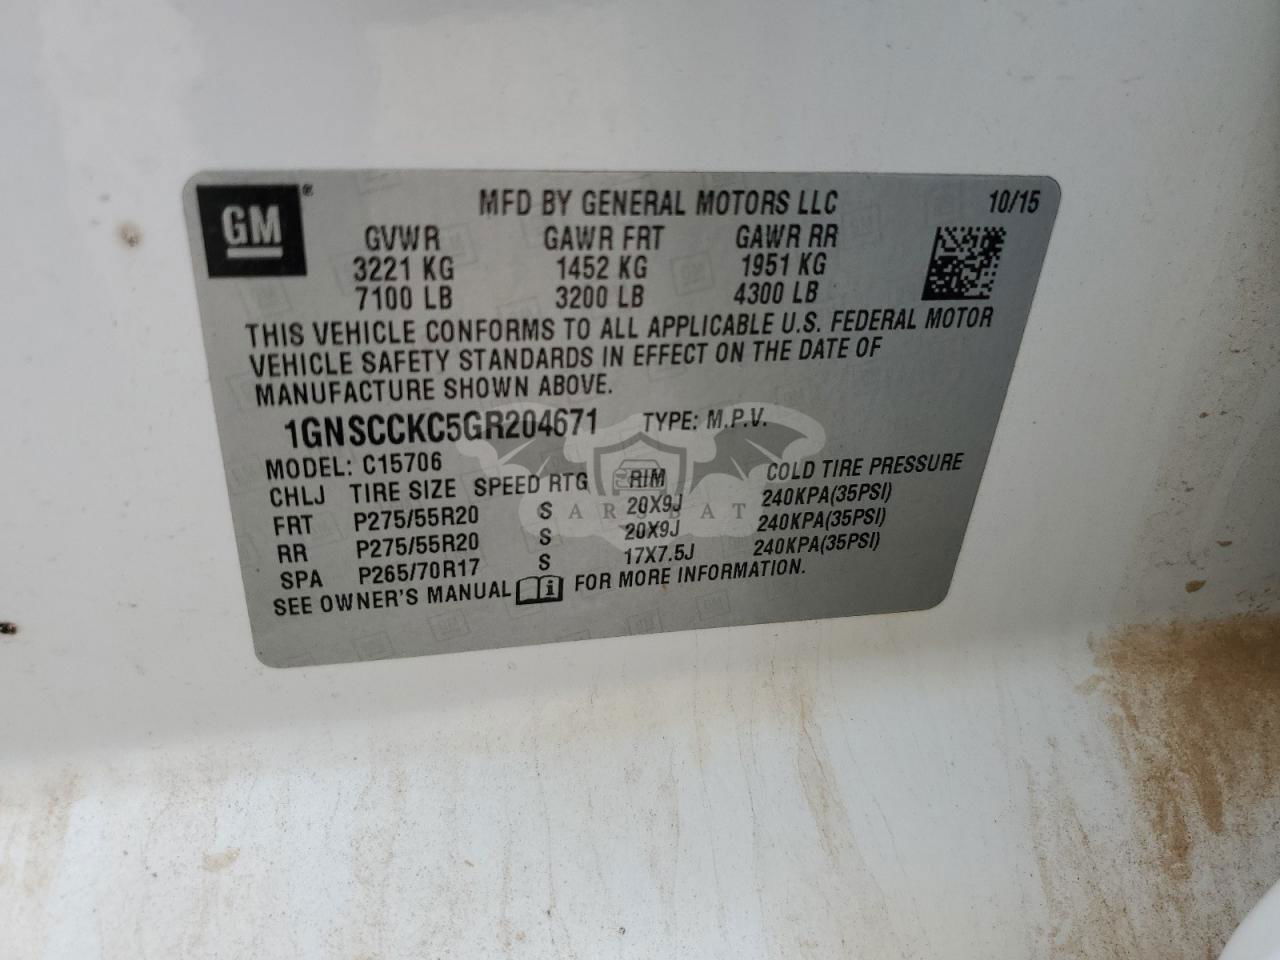 GM®
MFD BY GENERAL MOTORS LLC 10/15
GVWR GAWR FRT GAWR RR
3221 KG 1452 KG 1951 KG
7100 LB 3200 LB 4300 LB
THIS VEHICLE CONFORMS TO ALL APPLICABLE U.S. FEDERAL MOTOR
VEHICLE SAFETY STANDARDS IN EFFECT ON THE DATE OF
MANUFACTURE SHOWN ABOVE.
1GNSCCKC5GR204671 TYPE: M.P.V.
MODEL: C15706
CHLJ TIRE SIZE SPEED RTG RIM COLD TIRE PRESSURE
FRT P275/55R20 S 20X9J 240KPA(35PSI)
RR P275/55R20 S 20X9J 240KPA(35PSI)
SPA P265/70R17 S 17X7.5J 240KPA(35PSI)
SEE OWNER'S MANUAL i FOR MORE INFORMATION.
CARSBAT